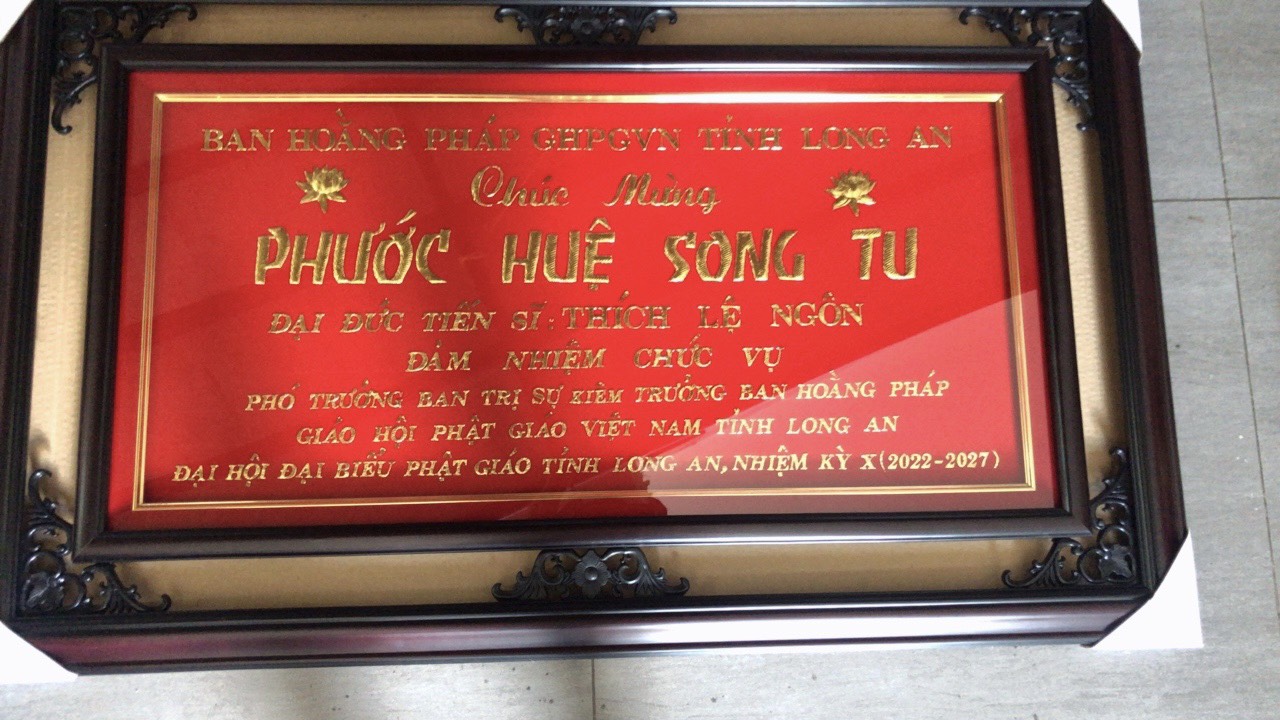 BAN HOẰNG PHÁP GHPGVN TỈNH LONG AN
Chúc Mừng
PHƯỚC HUỆ SONG TU
ĐẠI ĐỨC TIẾN SĨ : THÍCH LỆ NGÔN
ĐẢM NHIỆM CHỨC VỤ
PHÓ TRƯỞNG BAN TRỊ SỰ KIÊM TRƯỞNG BAN HOẰNG PHÁP
GIÁO HỘI PHẬT GIAO VIỆT NAM TỈNH LONG AN
ĐẠI HỘI ĐẠI BIỂU PHẬT GIÁO TỈNH LONG AN, NHIỆM KỲ X (2022-2027)